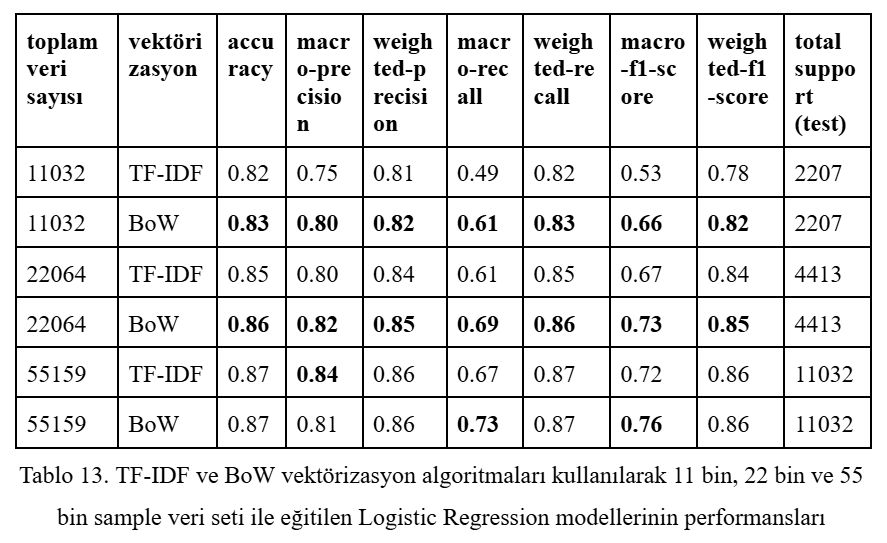 toplam veri sayısı | vektörizasyon | accuracy | macro-precision | weighted-precision | macro-recall | weighted-recall | macro-f1-score | weighted-f1-score | total support (test)
11032 | TF-IDF | 0.82 | 0.75 | 0.81 | 0.49 | 0.82 | 0.53 | 0.78 | 2207
11032 | BoW | 0.83 | 0.80 | 0.82 | 0.61 | 0.83 | 0.66 | 0.82 | 2207
22064 | TF-IDF | 0.85 | 0.80 | 0.84 | 0.61 | 0.85 | 0.67 | 0.84 | 4413
22064 | BoW | 0.86 | 0.82 | 0.85 | 0.69 | 0.86 | 0.73 | 0.85 | 4413
55159 | TF-IDF | 0.87 | 0.84 | 0.86 | 0.67 | 0.87 | 0.72 | 0.86 | 11032
55159 | BoW | 0.87 | 0.81 | 0.86 | 0.73 | 0.87 | 0.76 | 0.86 | 11032
Tablo 13. TF-IDF ve BoW vektörizasyon algoritmaları kullanılarak 11 bin, 22 bin ve 55
bin sample veri seti ile eğitilen Logistic Regression modellerinin performansları